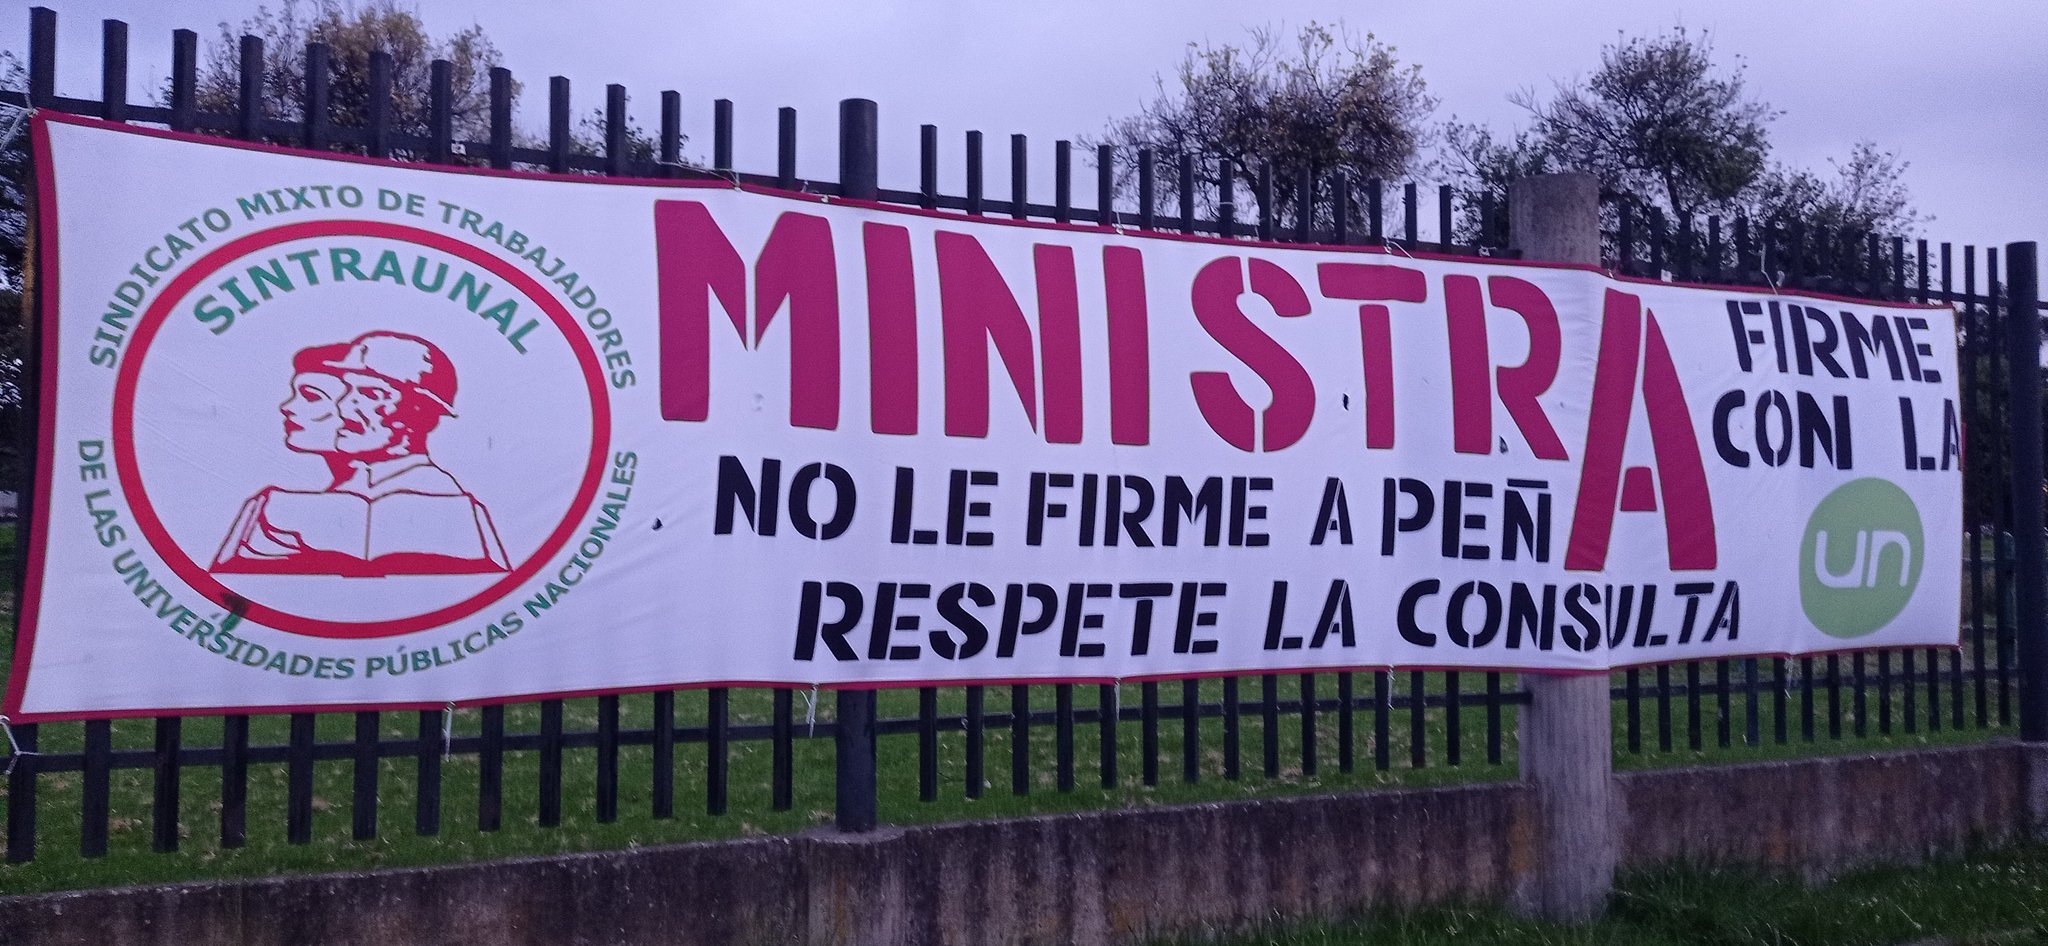 SINDICATO MIXTO DE TRABAJADORES
SINTRAUNAL
DE LAS UNIVERSIDADES PÚBLICAS NACIONALES
MINISTRA
NO LE FIRME A PEÑA
RESPETE LA CONSULTA
FIRME
CON LA
un